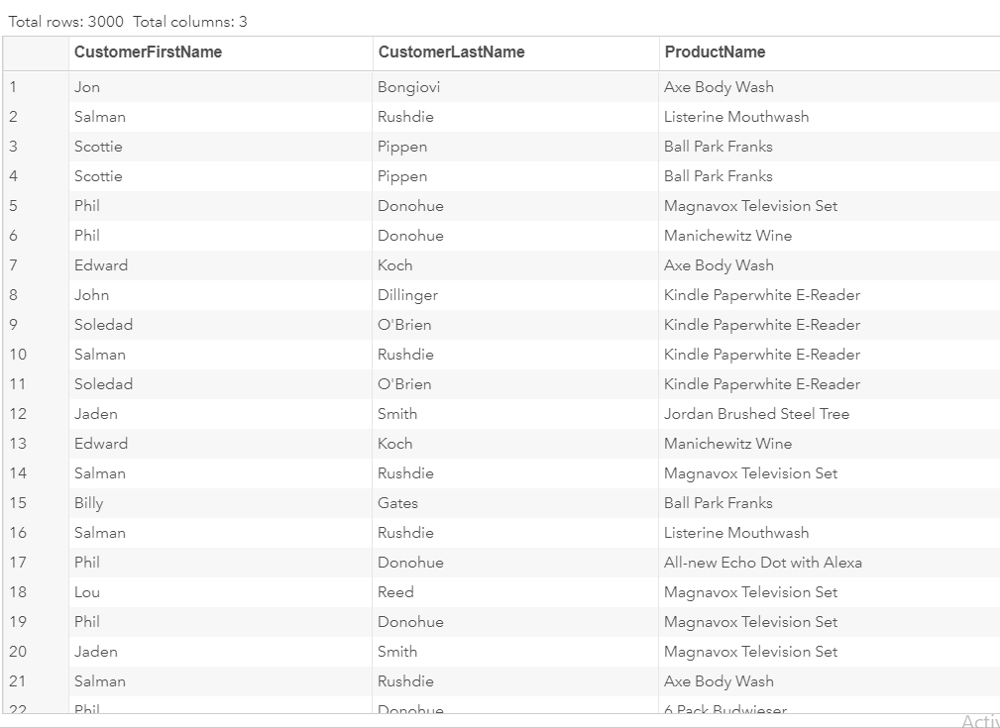 Total rows: 3000 Total columns: 3
CustomerFirstName CustomerLastName ProductName
1 Jon Bongiovi Axe Body Wash
2 Salman Rushdie Listerine Mouthwash
3 Scottie Pippen Ball Park Franks
4 Scottie Pippen Ball Park Franks
5 Phil Donohue Magnavox Television Set
6 Phil Donohue Manichewitz Wine
7 Edward Koch Axe Body Wash
8 John Dillinger Kindle Paperwhite E-Reader
9 Soledad O'Brien Kindle Paperwhite E-Reader
10 Salman Rushdie Kindle Paperwhite E-Reader
11 Soledad O'Brien Kindle Paperwhite E-Reader
12 Jaden Smith Jordan Brushed Steel Tree
13 Edward Koch Manichewitz Wine
14 Salman Rushdie Magnavox Television Set
15 Billy Gates Ball Park Franks
16 Salman Rushdie Listerine Mouthwash
17 Phil Donohue All-new Echo Dot with Alexa
18 Lou Reed Magnavox Television Set
19 Phil Donohue Magnavox Television Set
20 Jaden Smith Magnavox Television Set
21 Salman Rushdie Axe Body Wash
22 Phil Donohue 6 Pack Budwieser
Activ